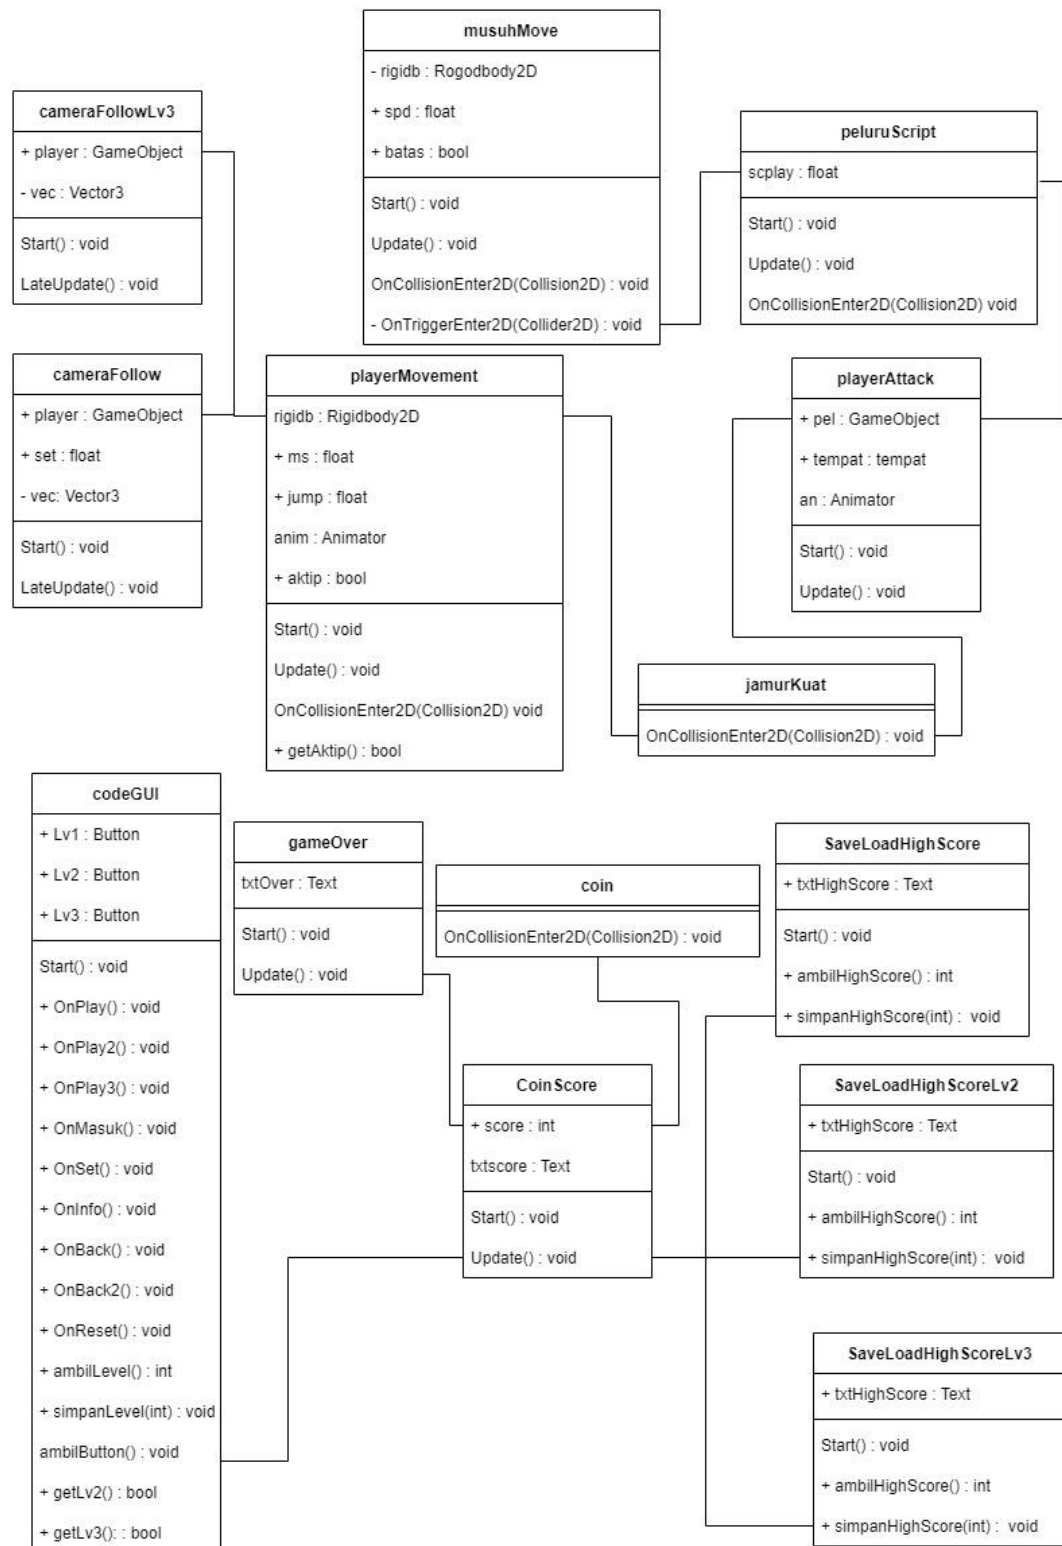 musuhMove
- rigidb : Rogodbody2D
+ spd : float
+ batas : bool
Start() : void
Update() : void
OnCollisionEnter2D(Collision2D) : void
- OnTriggerEnter2D(Collider2D) : void
cameraFollowLv3
+ player : GameObject
- vec : Vector3
Start() : void
LateUpdate() : void
peluruScript
scplay : float
Start() : void
Update() : void
OnCollisionEnter2D(Collision2D) void
cameraFollow
+ player : GameObject
+ set : float
- vec: Vector3
Start() : void
LateUpdate() : void
playerMovement
rigidb : Rigidbody2D
+ ms : float
+ jump : float
anim : Animator
+ aktip : bool
Start() : void
Update() : void
OnCollisionEnter2D(Collision2D) void
+ getAktip() : bool
playerAttack
+ pel : GameObject
+ tempat : tempat
an : Animator
Start() : void
Update() : void
jamurKuat
OnCollisionEnter2D(Collision2D) : void
codeGUI
+ Lv1 : Button
+ Lv2 : Button
+ Lv3 : Button
Start() : void
+ OnPlay() : void
+ OnPlay2() : void
+ OnPlay3() : void
+ OnMasuk() : void
+ OnSet() : void
+ OnInfo() : void
+ OnBack() : void
+ OnBack2() : void
+ OnReset() : void
+ ambilLevel() : int
+ simpanLevel(int) : void
ambilButton() : void
+ getLv2() : bool
+ getLv3(): : bool
gameOver
txtOver : Text
Start() : void
Update() : void
coin
OnCollisionEnter2D(Collision2D) : void
SaveLoadHighScore
+ txtHighScore : Text
Start() : void
+ ambilHighScore() : int
+ simpanHighScore(int) : void
CoinScore
+ score : int
txtscore : Text
Start() : void
Update() : void
SaveLoadHighScoreLv2
+ txtHighScore : Text
Start() : void
+ ambilHighScore() : int
+ simpanHighScore(int) : void
SaveLoadHighScoreLv3
+ txtHighScore : Text
Start() : void
+ ambilHighScore() : int
+ simpanHighScore(int) : void